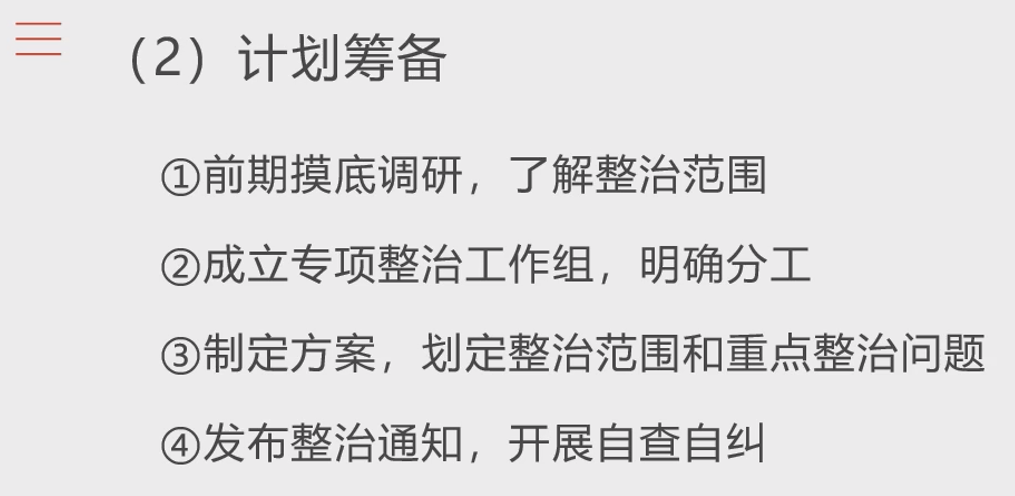 （2）计划筹备
①前期摸底调研，了解整治范围
②成立专项整治工作组，明确分工
③制定方案，划定整治范围和重点整治问题
④发布整治通知，开展自查自纠